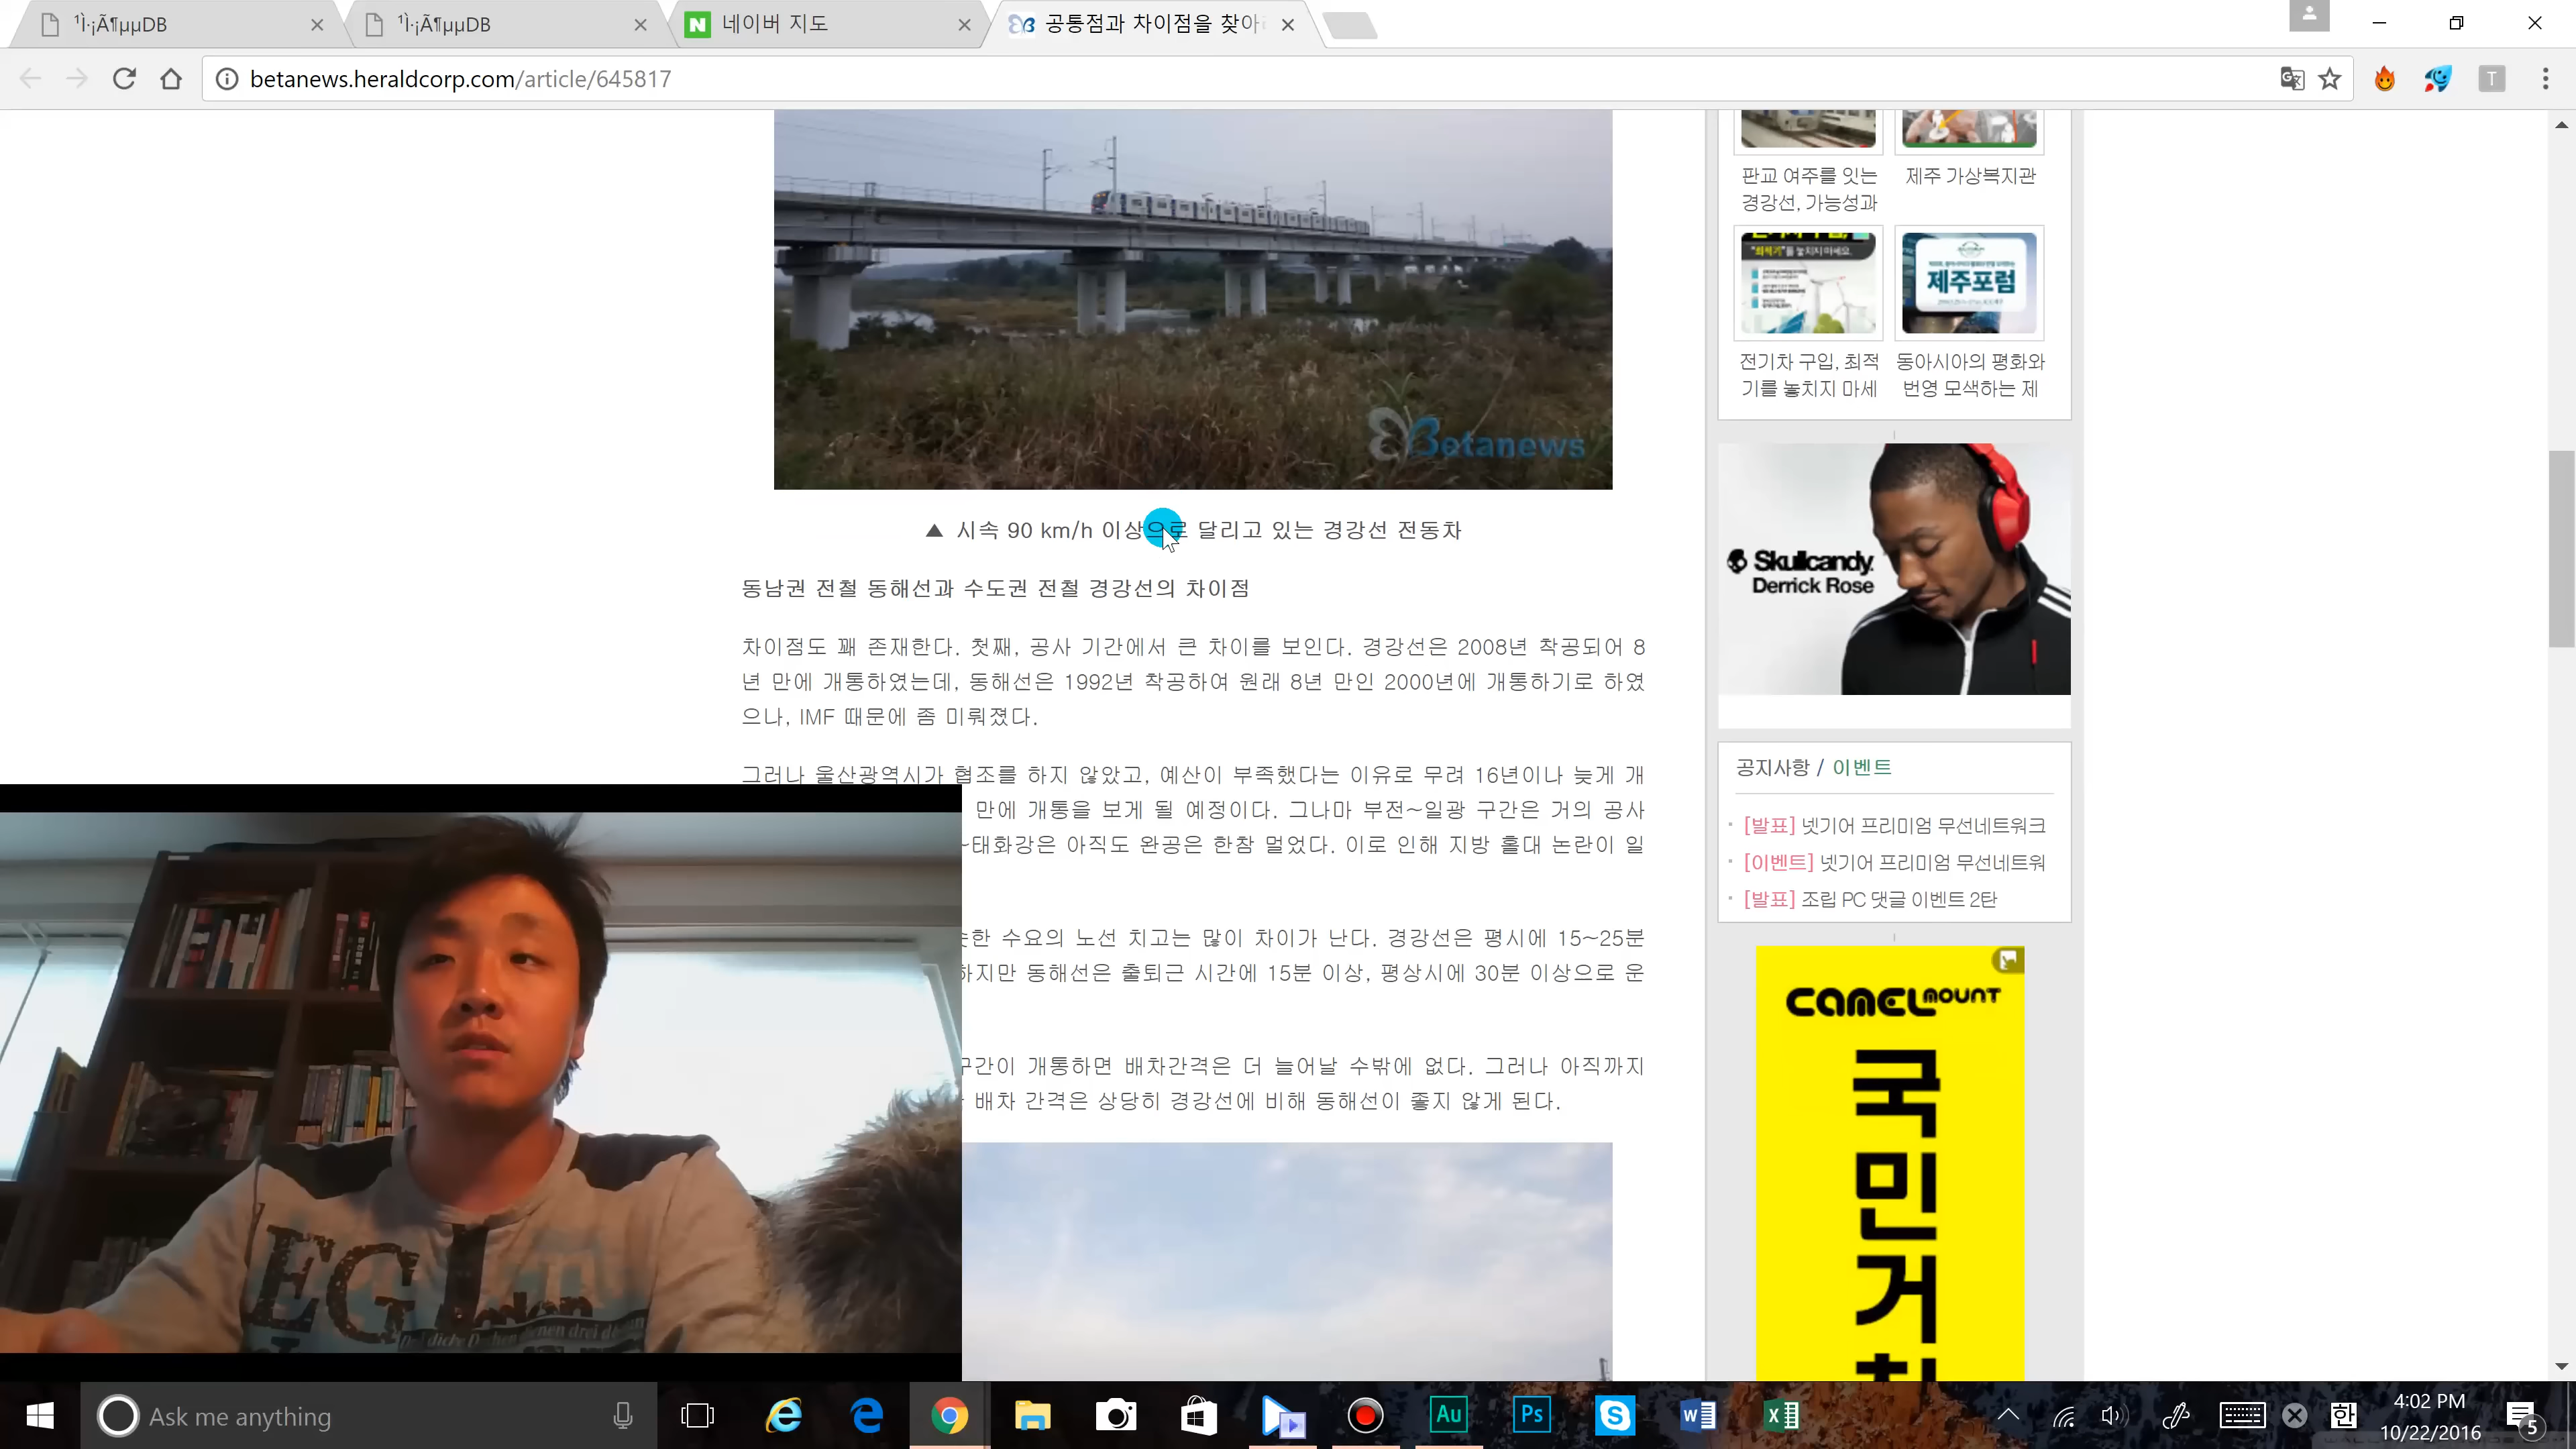 ¹Ì·¡Ã¶µµDB
¹Ì·¡Ã¶µµDB
네이버 지도
공통점과 차이점을 찾아
betanews.heraldcorp.com/article/645817
Betanews
▲ 시속 90 km/h 이상으로 달리고 있는 경강선 전동차
동남권 전철 동해선과 수도권 전철 경강선의 차이점
차이점도 꽤 존재한다. 첫째, 공사 기간에서 큰 차이를 보인다. 경강선은 2008년 착공되어 8
년 만에 개통하였는데, 동해선은 1992년 착공하여 원래 8년 만인 2000년에 개통하기로 하였
으나, IMF 때문에 좀 미뤄졌다.
그러나 울산광역시가 협조를 하지 않았고, 예산이 부족했다는 이유로 무려 16년이나 늦게 개
만에 개통을 보게 될 예정이다. 그나마 부전~일광 구간은 거의 공사
~태화강은 아직도 완공은 한참 멀었다. 이로 인해 지방 홀대 논란이 일
수요의 노선 치고는 많이 차이가 난다. 경강선은 평시에 15~25분
하지만 동해선은 출퇴근 시간에 15분 이상, 평상시에 30분 이상으로 운
구간이 개통하면 배차간격은 더 늘어날 수밖에 없다. 그러나 아직까지
배차 간격은 상당히 경강선에 비해 동해선이 좋지 않게 된다.
판교 여주를 잇는
경강선, 가능성과
제주 가상복지관
제주포럼
전기차 구입, 최적
기를 놓치지 마세
동아시아의 평화와
번영 모색하는 제
Skullcandy
Derrick Rose
공지사항 / 이벤트
[발표] 넷기어 프리미엄 무선네트워크
[이벤트] 넷기어 프리미엄 무선네트워
[발표] 조립 PC 댓글 이벤트 2탄
CAMEL MOUNT
국
민
거
EGL
Ask me anything
Au
Ps
한
4:02 PM
10/22/2016
5